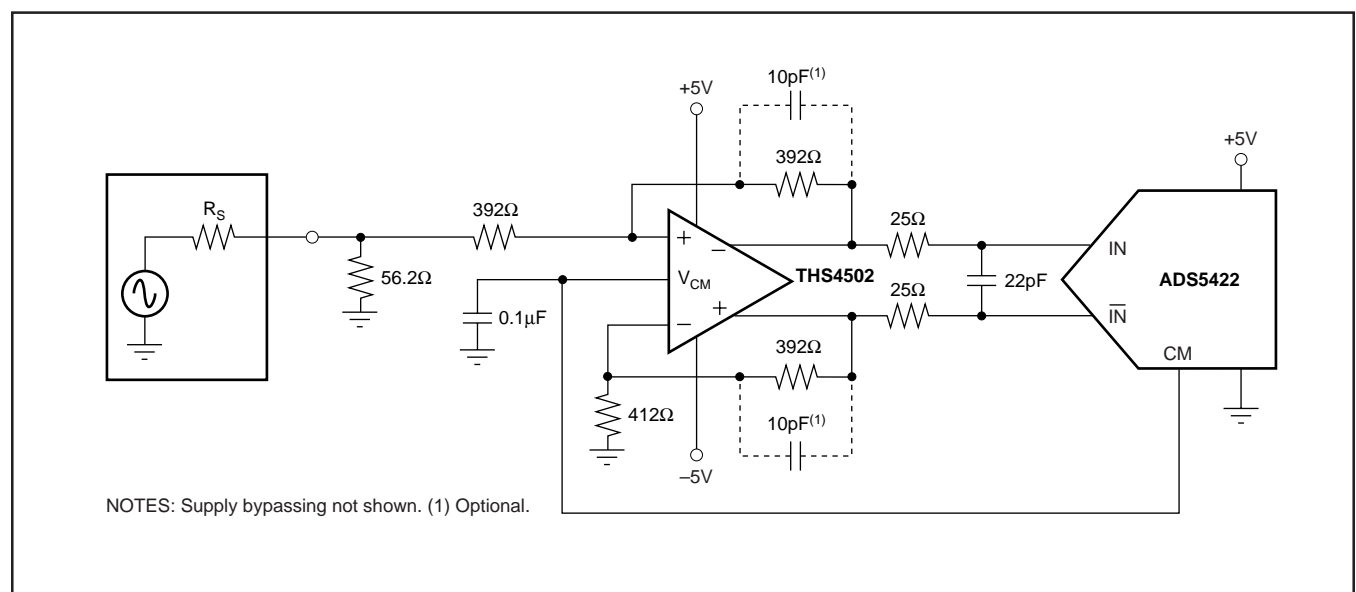 10pF(1)
+5V
392Ω
+5V
RS
392Ω
25Ω
+
−
IN
56.2Ω
VCM
THS4502
22pF
ADS5422
25Ω
0.1μF
+
−
IN
392Ω
CM
412Ω
10pF(1)
–5V
NOTES: Supply bypassing not shown. (1) Optional.